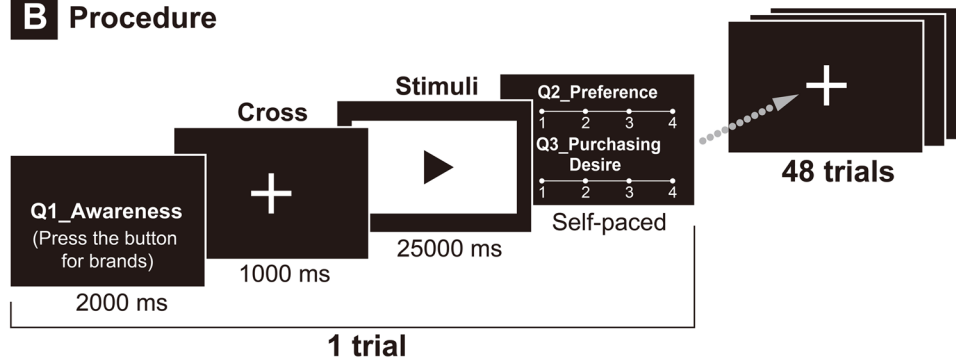 B Procedure
Q1_Awareness
(Press the button
for brands)
2000 ms
Cross
1000 ms
Stimuli
25000 ms
Q2_Preference
1 2 3 4
Q3_Purchasing
Desire
1 2 3 4
Self-paced
1 trial
48 trials